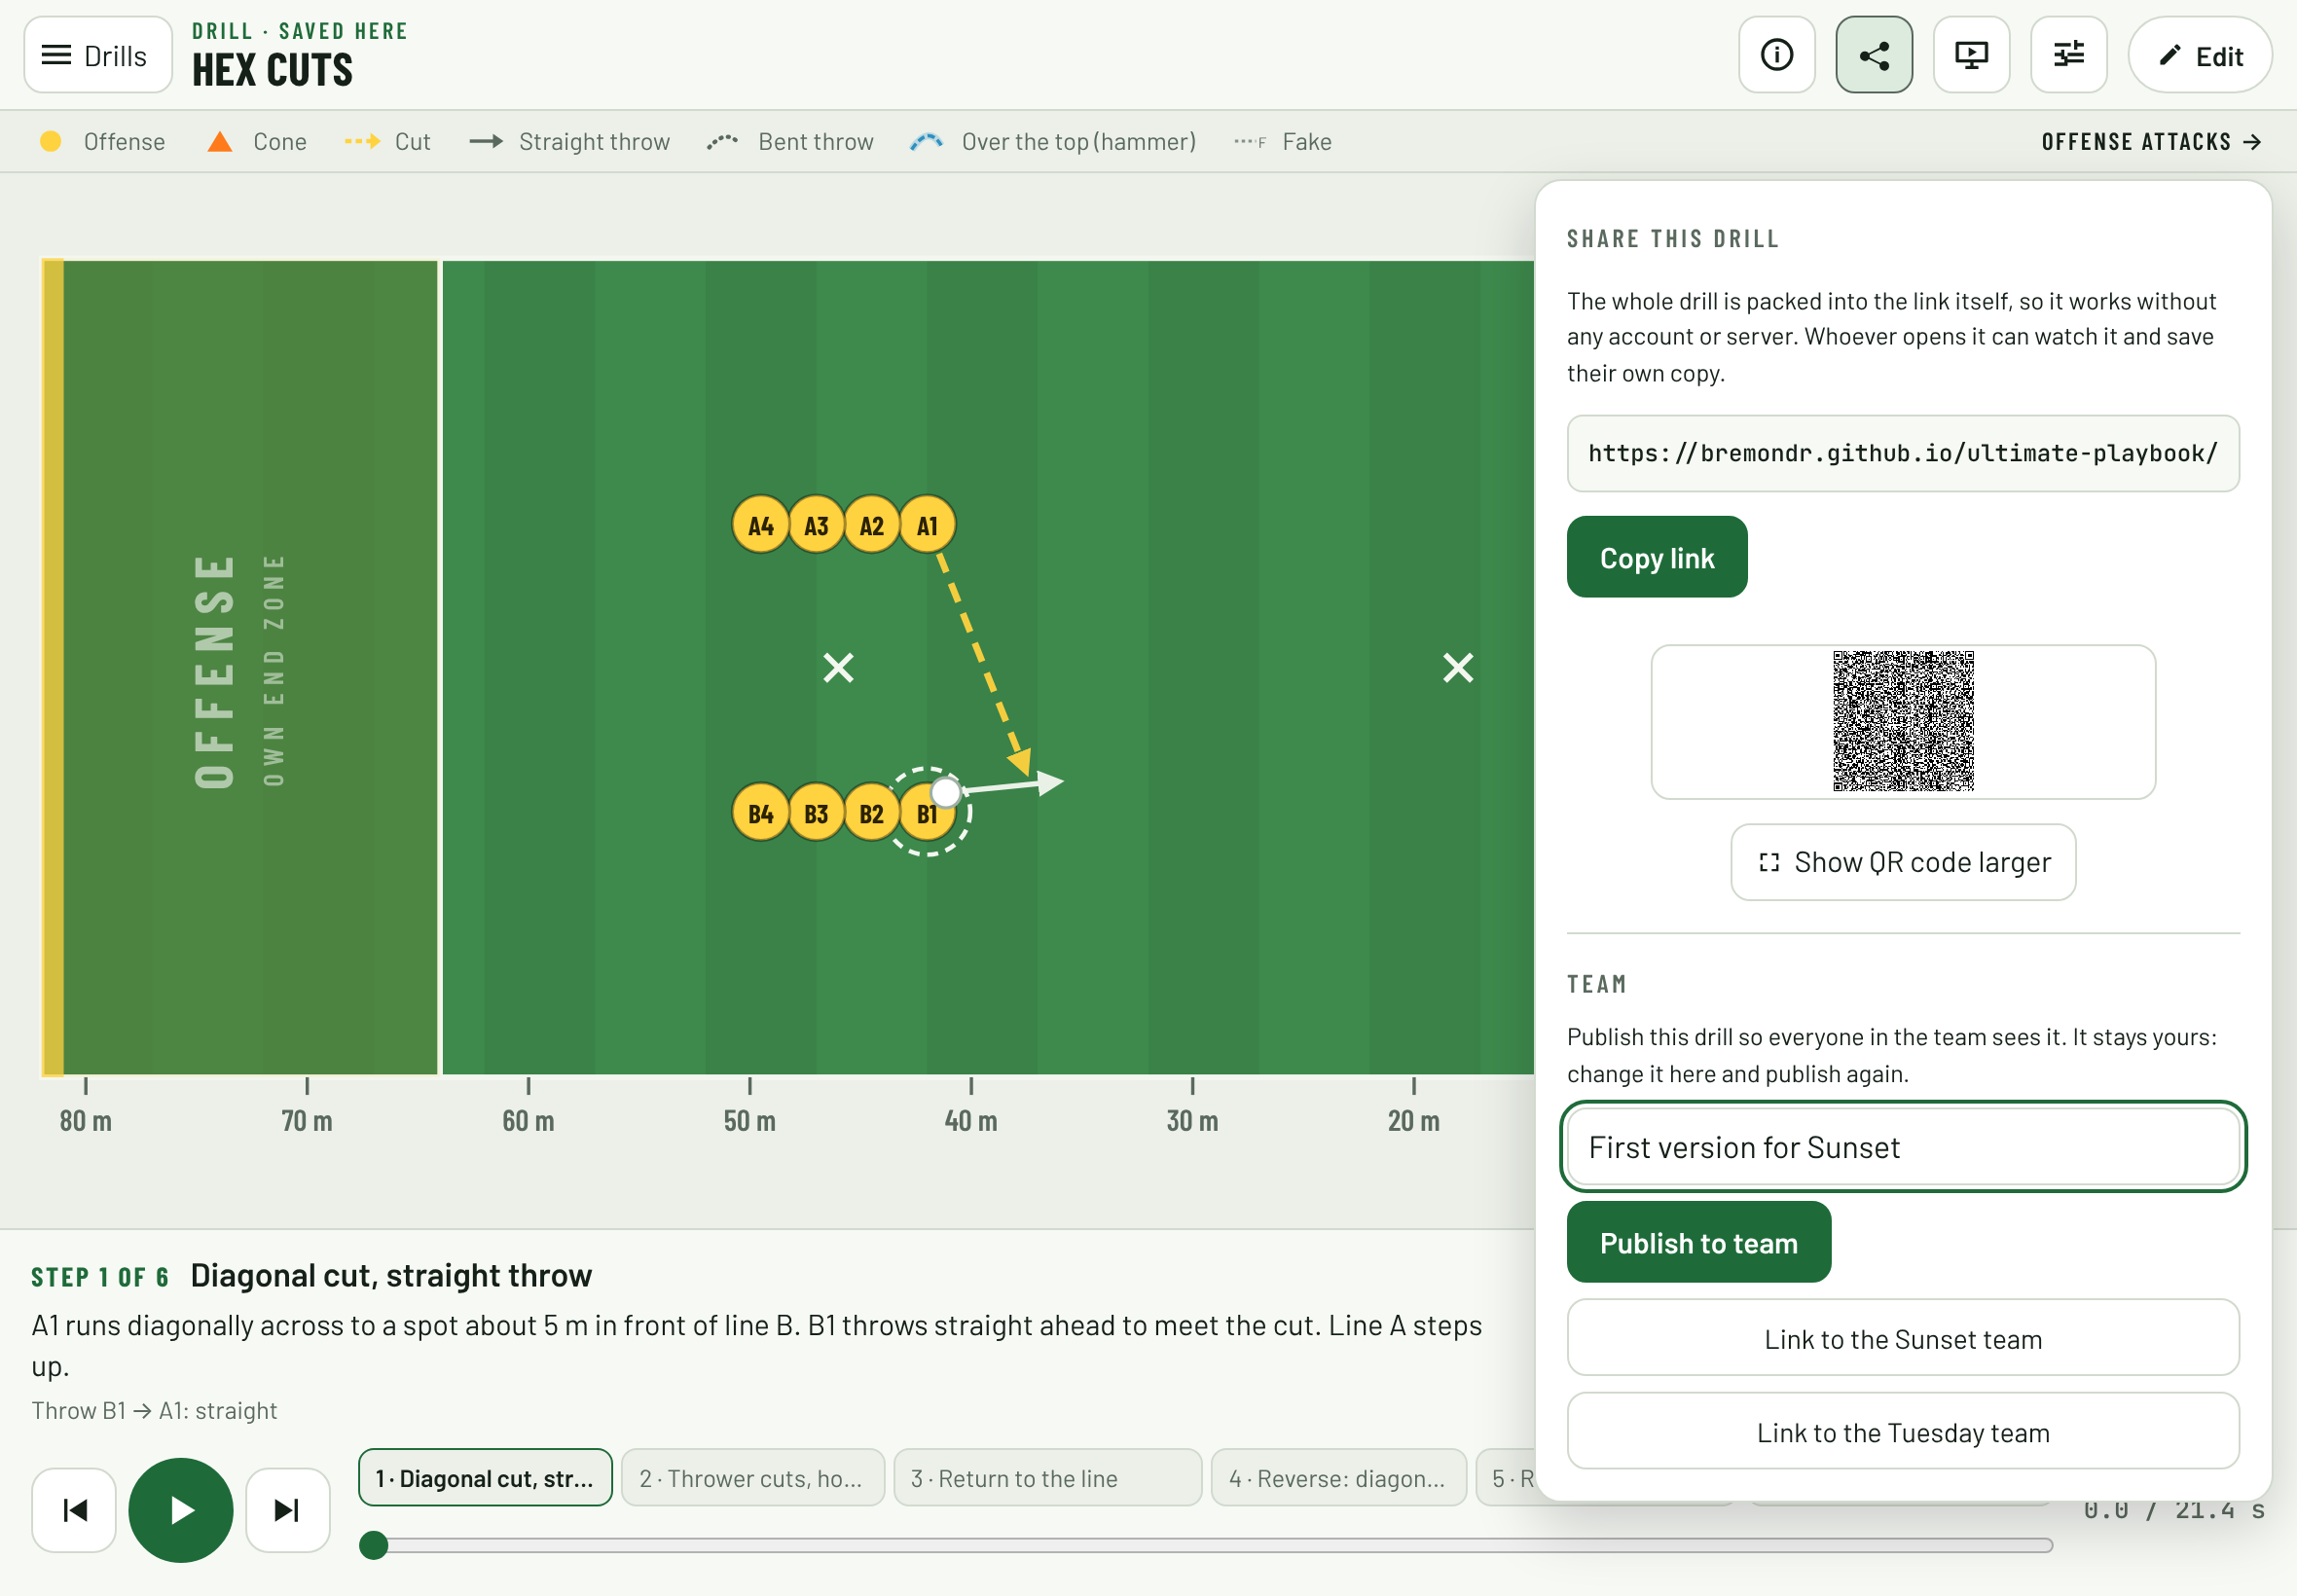 Drills
DRILL · SAVED HERE
HEX CUTS
Edit
Offense
Cone
Cut
Straight throw
Bent throw
Over the top (hammer)
F
Fake
OFFENSE ATTACKS →
SHARE THIS DRILL
The whole drill is packed into the link itself, so it works without
any account or server. Whoever opens it can watch it and save
their own copy.
https://bremondr.github.io/ultimate-playbook/
Copy link
Show QR code larger
TEAM
Publish this drill so everyone in the team sees it. It stays yours:
change it here and publish again.
First version for Sunset
Publish to team
Link to the Sunset team
Link to the Tuesday team
OFFENSE
OWN END ZONE
A4 A3 A2 A1
B4 B3 B2 B1
80 m 70 m 60 m 50 m 40 m 30 m 20 m
STEP 1 OF 6 Diagonal cut, straight throw
A1 runs diagonally across to a spot about 5 m in front of line B. B1 throws straight ahead to meet the cut. Line A steps
up.
Throw B1 → A1: straight
1 · Diagonal cut, str...
2 · Thrower cuts, ho...
3 · Return to the line
4 · Reverse: diagon...
5 · R
0.0 / 21.4 s